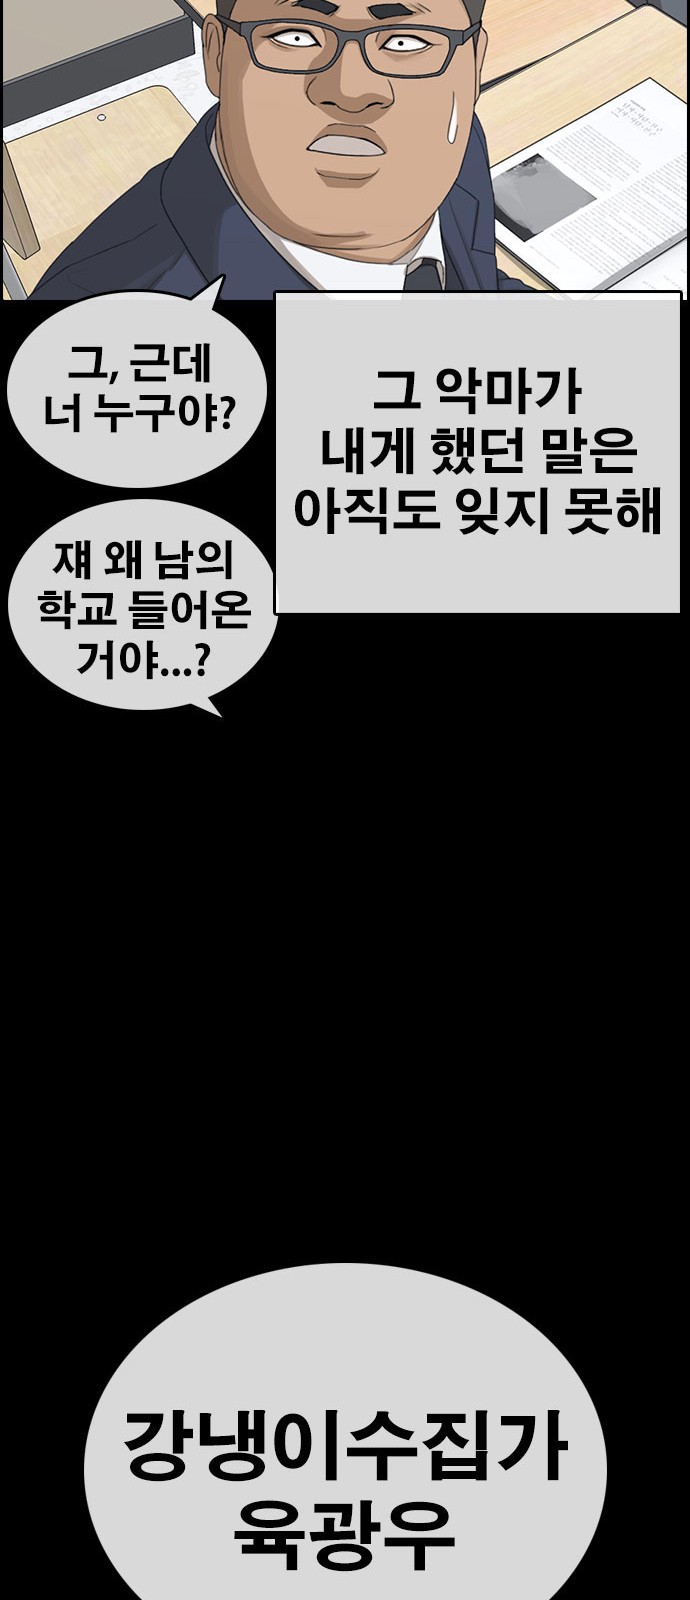 그, 근데
너 누구야?
그 악마가
내게 했던 말은
아직도 잊지 못해
쟤 왜 남의
학교 들어온
거야...?
강냉이수집가
육광우